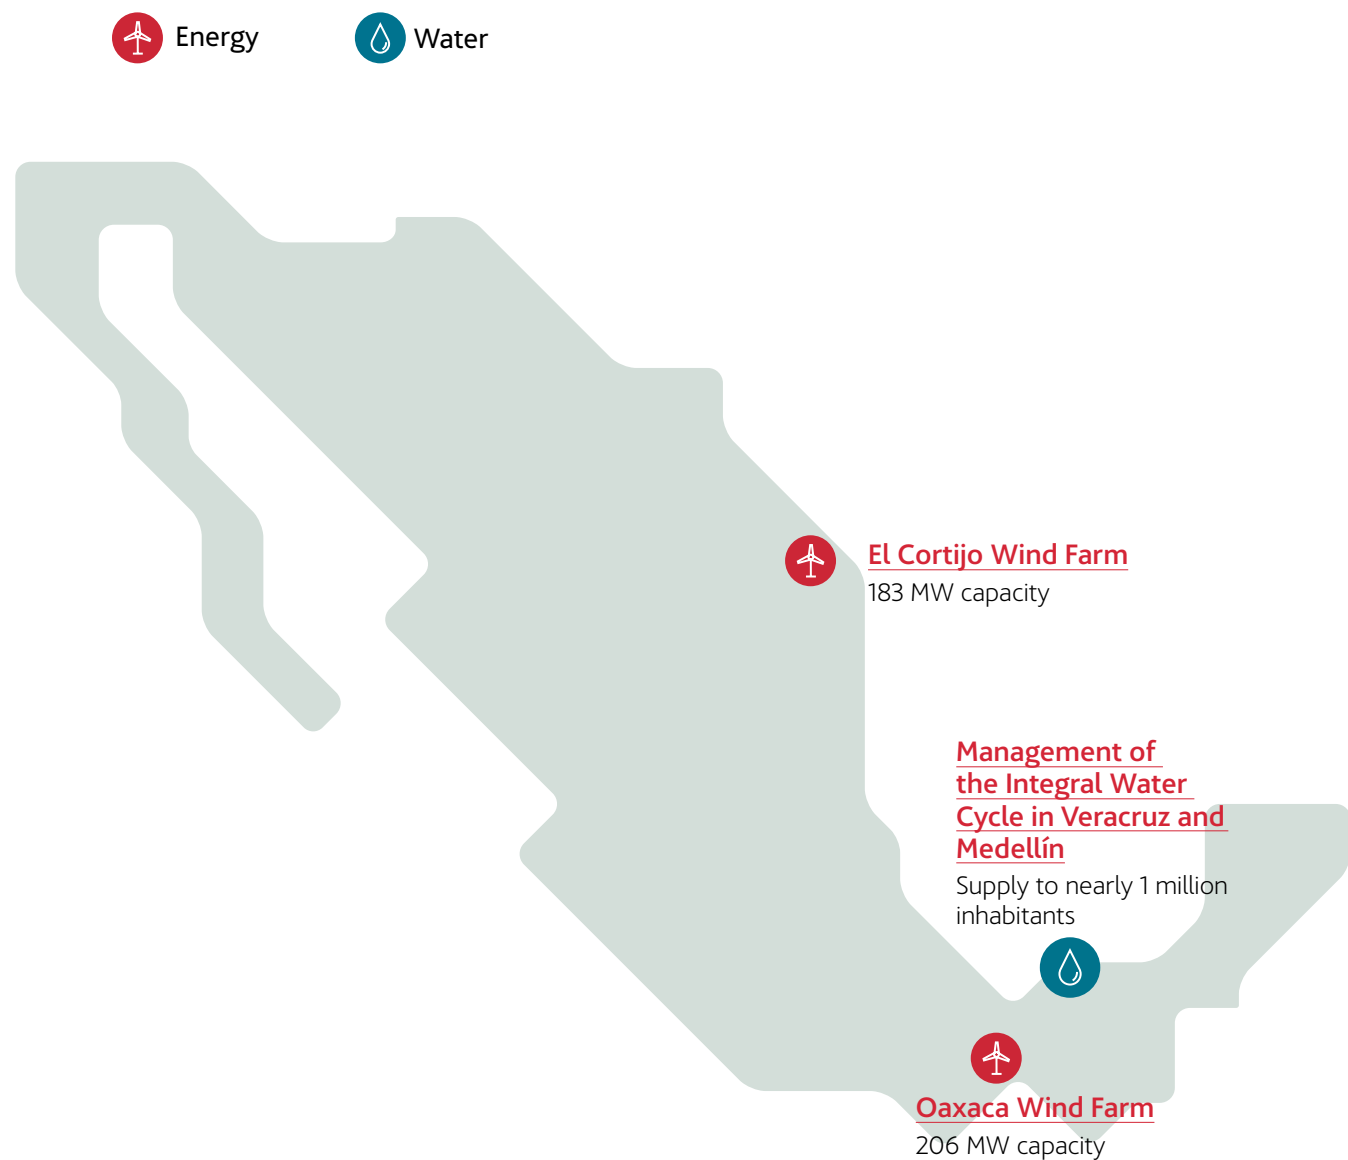 Energy
Water
El Cortijo Wind Farm
183 MW capacity
Management of
the Integral Water
Cycle in Veracruz and
Medellín
Supply to nearly 1 million
inhabitants
Oaxaca Wind Farm
206 MW capacity